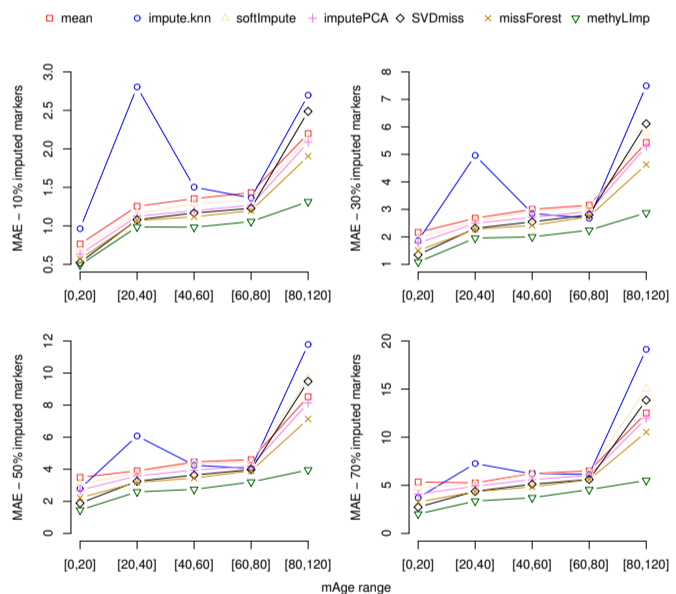 mean impute.knn softImpute imputePCA SVDmiss missForest methyLImp
MAE − 10% imputed markers
3.0
2.5
2.0
1.5
1.0
0.5
[0,20] [20,40] [40,60] [60,80] [80,120]
MAE − 30% imputed markers
8
7
6
5
4
3
2
1
[0,20] [20,40] [40,60] [60,80] [80,120]
MAE − 50% imputed markers
12
10
8
6
4
2
0
[0,20] [20,40] [40,60] [60,80] [80,120]
MAE − 70% imputed markers
20
15
10
5
0
[0,20] [20,40] [40,60] [60,80] [80,120]
mAge range